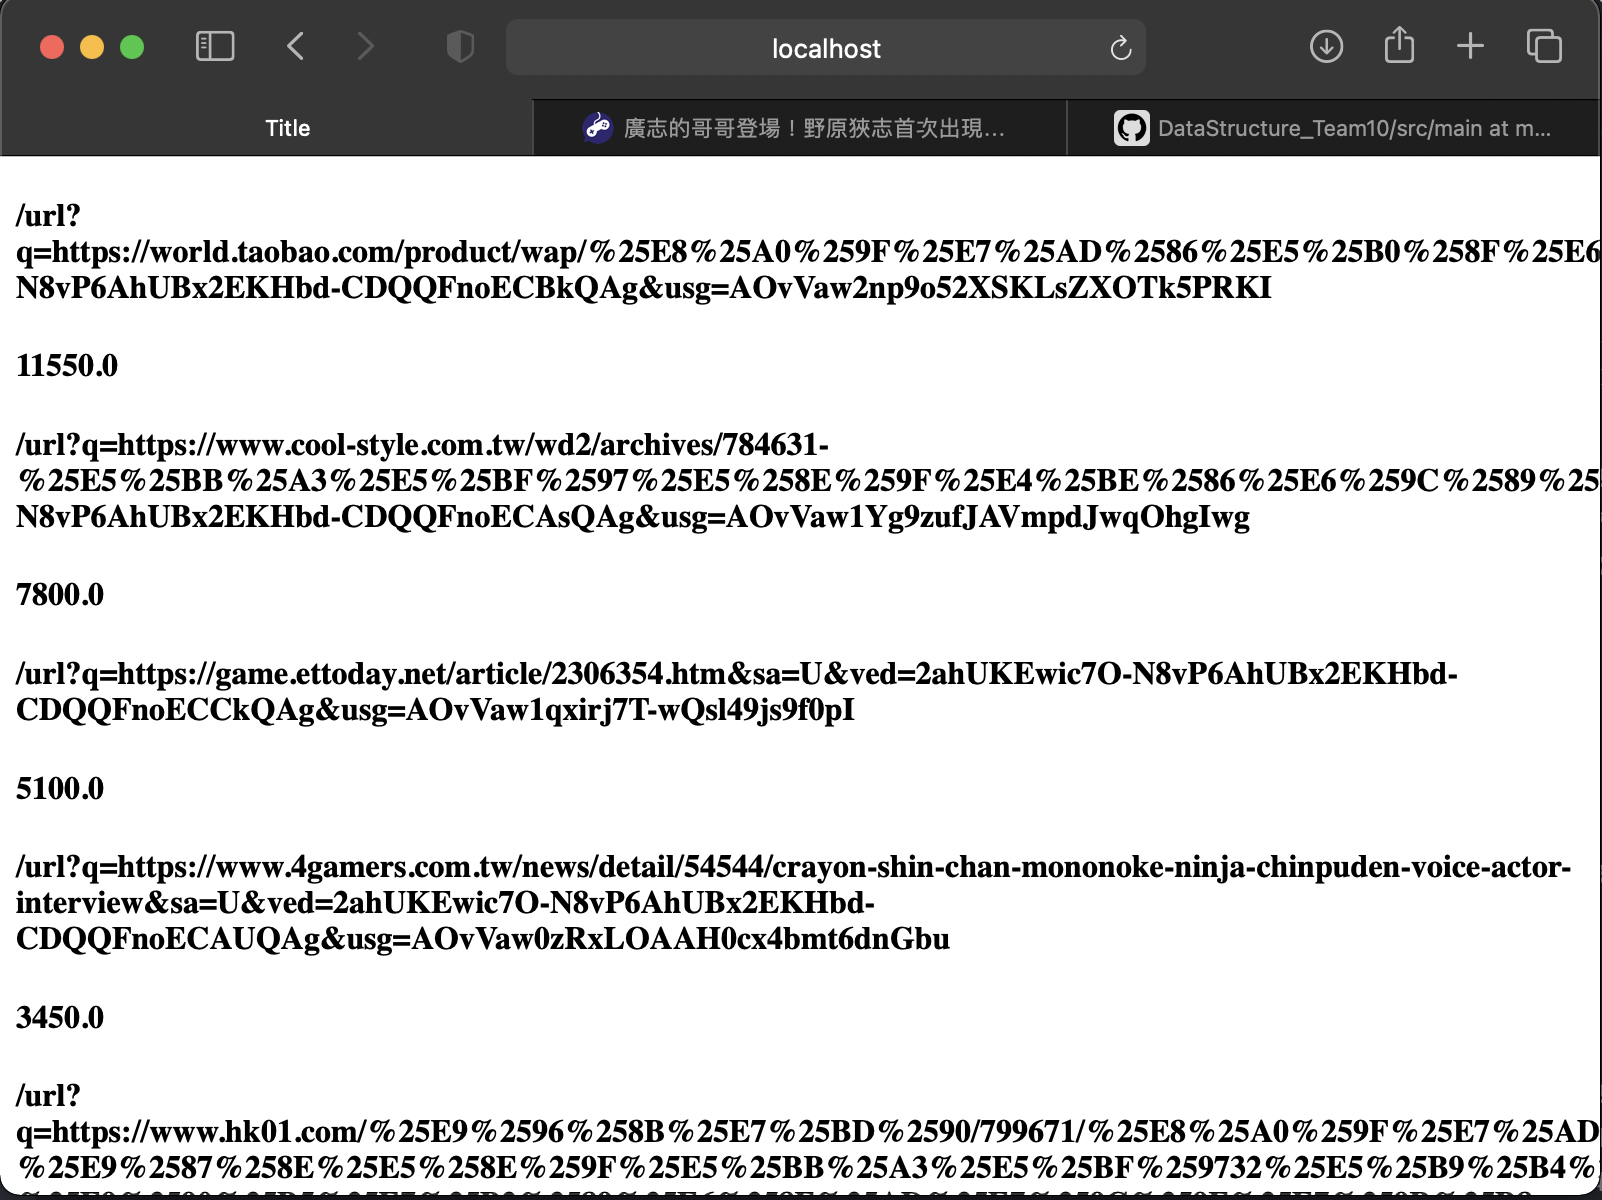 localhost
Title
廣志的哥哥登場！野原狹志首次出現...
DataStructure_Team10/src/main at m...
/url?
q=https://world.taobao.com/product/wap/%25E8%25A0%259F%25E7%25AD%2586%25E5%25B0%258F%25E6
N8vP6AhUBx2EKHbd-CDQQFnoECBkQAg&usg=AOvVaw2np9o52XSKLsZXOTk5PRKI
11550.0
/url?q=https://www.cool-style.com.tw/wd2/archives/784631-
%25E5%25BB%25A3%25E5%25BF%2597%25E5%258E%259F%25E4%25BE%2586%25E6%259C%2589%25
N8vP6AhUBx2EKHbd-CDQQFnoECAsQAg&usg=AOvVaw1Yg9zufJAVmpdJwqOhgIwg
7800.0
/url?q=https://game.ettoday.net/article/2306354.htm&sa=U&ved=2ahUKEwic7O-N8vP6AhUBx2EKHbd-
CDQQFnoECCkQAg&usg=AOvVaw1qxirj7T-wQsl49js9f0pI
5100.0
/url?q=https://www.4gamers.com.tw/news/detail/54544/crayon-shin-chan-mononoke-ninja-chinpuden-voice-actor-
interview&sa=U&ved=2ahUKEwic7O-N8vP6AhUBx2EKHbd-
CDQQFnoECAUQAg&usg=AOvVaw0zRxLOAAH0cx4bmt6dnGbu
3450.0
/url?
q=https://www.hk01.com/%25E9%2596%258B%25E7%25BD%2590/799671/%25E8%25A0%259F%25E7%25AD
%25E9%2587%258E%25E5%258E%259F%25E5%25BB%25A3%25E5%25BF%259732%25E5%25B9%25B4%